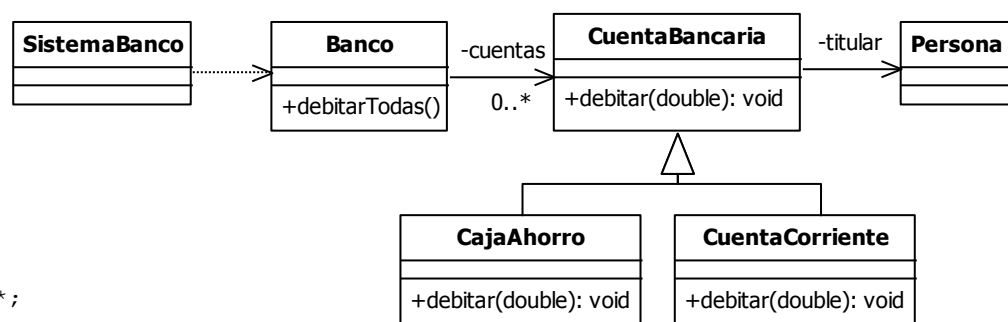 SistemaBanco
Banco
+debitarTodas()
-cuentas
0..*
CuentaBancaria
+debitar(double): void
-titular
Persona
CajaAhorro
+debitar(double): void
CuentaCorriente
+debitar(double): void
*;